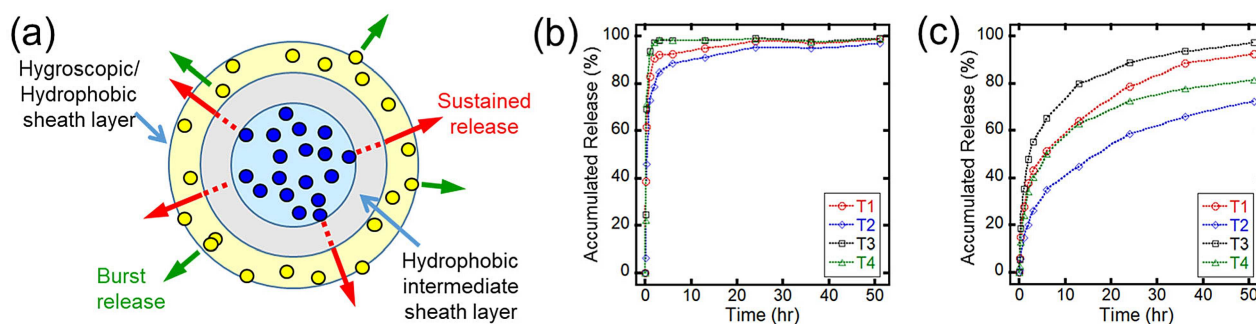 (a)
Hygroscopic/
Hydrophobic
sheath layer
Sustained
release
Burst
release
Hydrophobic
intermediate
sheath layer
(b)
Accumulated Release (%)
100
80
60
40
20
0
0 10 20 30 40 50
Time (hr)
T1
T2
T3
T4
(c)
Accumulated Release (%)
100
80
60
40
20
0
0 10 20 30 40 50
Time (hr)
T1
T2
T3
T4